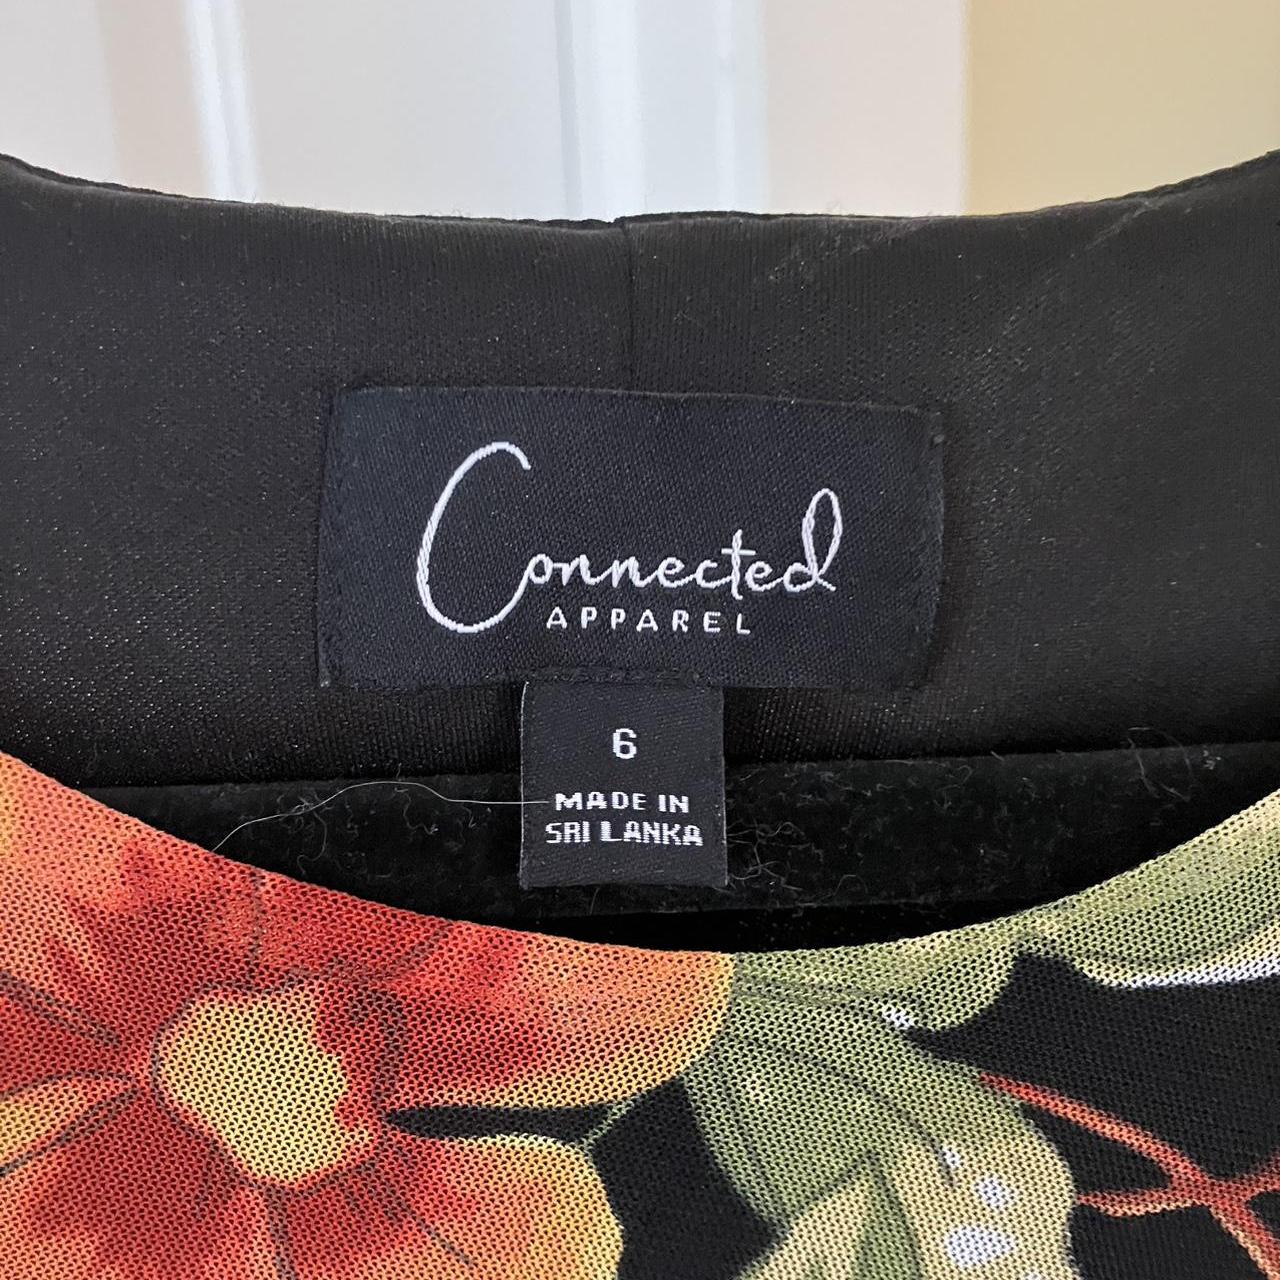 Connected
APPAREL
6
MADE IN
SRI LANKA